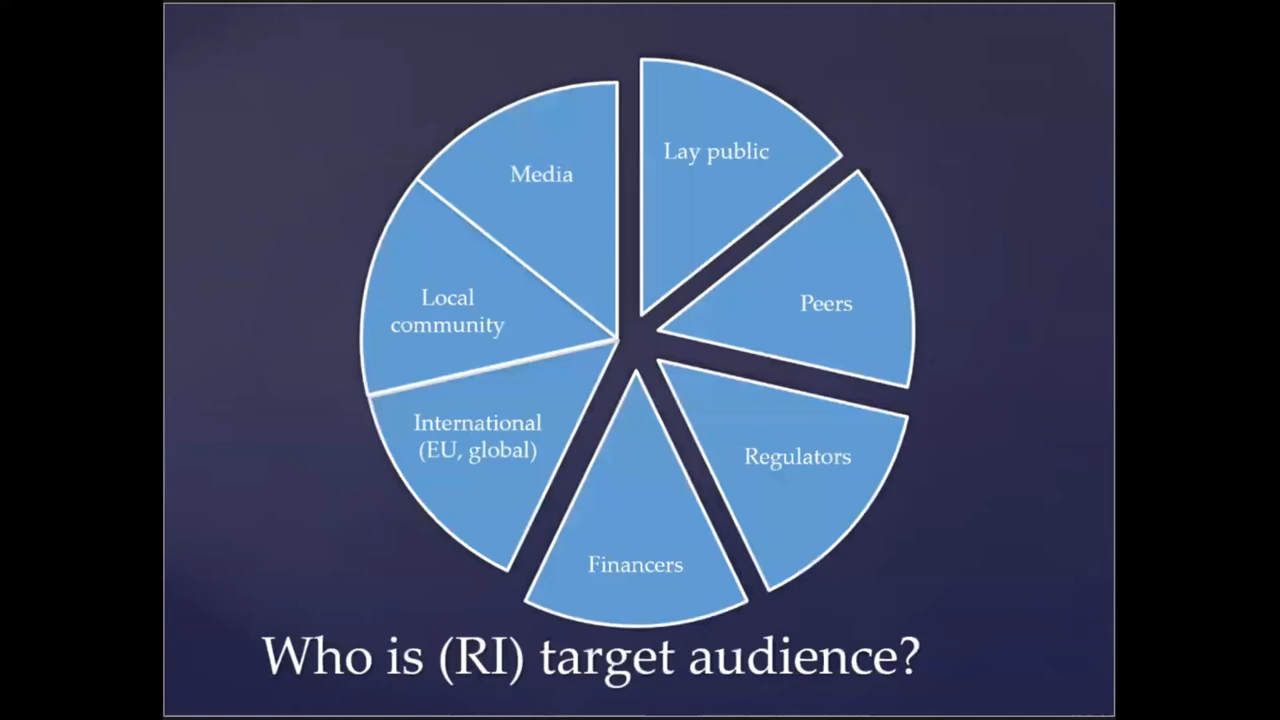 Lay public
Media
Peers
Local
community
International
(EU, global)
Regulators
Financers
Who is (RI) target audience?